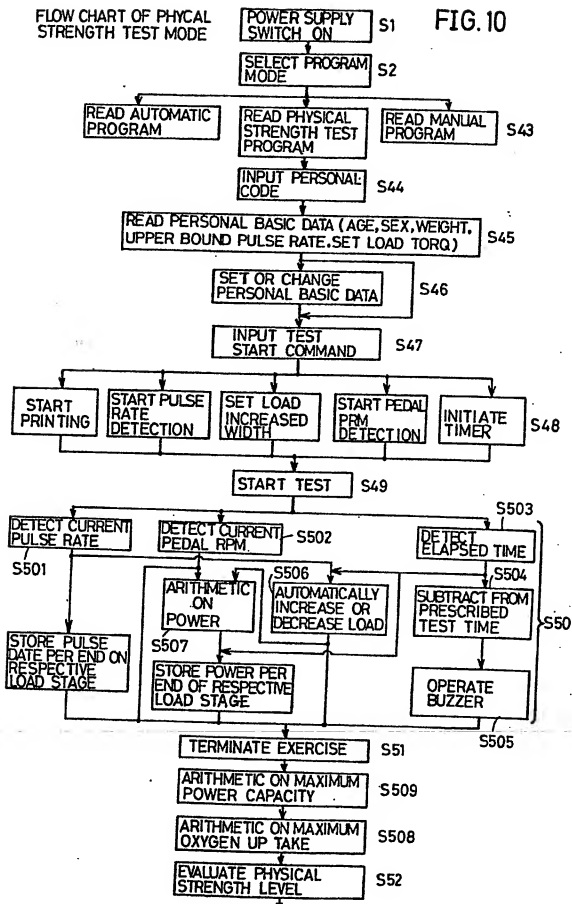 FLOW CHART OF PHYCAL
STRENGTH TEST MODE
FIG. 10
POWER SUPPLY
SWITCH ON
S1
SELECT PROGRAM
MODE
S2
READ AUTOMATIC
PROGRAM
READ PHYSICAL
STRENGTH TEST
PROGRAM
READ MANUAL
PROGRAM
S43
INPUT PERSONAL
CODE
S44
READ PERSONAL BASIC DATA (AGE, SEX, WEIGHT,
UPPER BOUND PULSE RATE. SET LOAD TORQ)
S45
SET OR CHANGE
PERSONAL BASIC DATA
S46
INPUT TEST
START COMMAND
S47
START
PRINTING
START PULSE
RATE
DETECTION
SET LOAD
INCREASED
WIDTH
START PEDAL
PRM
DETECTION
INITIATE
TIMER
S48
START TEST
S49
DETECT CURRENT
PULSE RATE
S501
DETECT CURRENT
PEDAL RPM.
S502
DETECT
ELAPSED TIME
S503
ARITHMETIC
ON
POWER
S507
S506
AUTOMATICALLY
INCREASE OR
DECREASE LOAD
S504
SUBTRACT FROM
PRESCRIBED
TEST TIME
S50
STORE PULSE
DATE PER END ON
RESPECTIVE
LOAD STAGE
STORE POWER PER
END OF RESPECTIVE
LOAD STAGE
OPERATE
BUZZER
S505
TERMINATE EXERCISE
S51
ARITHMETIC ON MAXIMUM
POWER CAPACITY
S509
ARITHMETIC ON MAXIMUM
OXYGEN UP TAKE
S508
EVALUATE PHYSICAL
STRENGTH LEVEL
S52